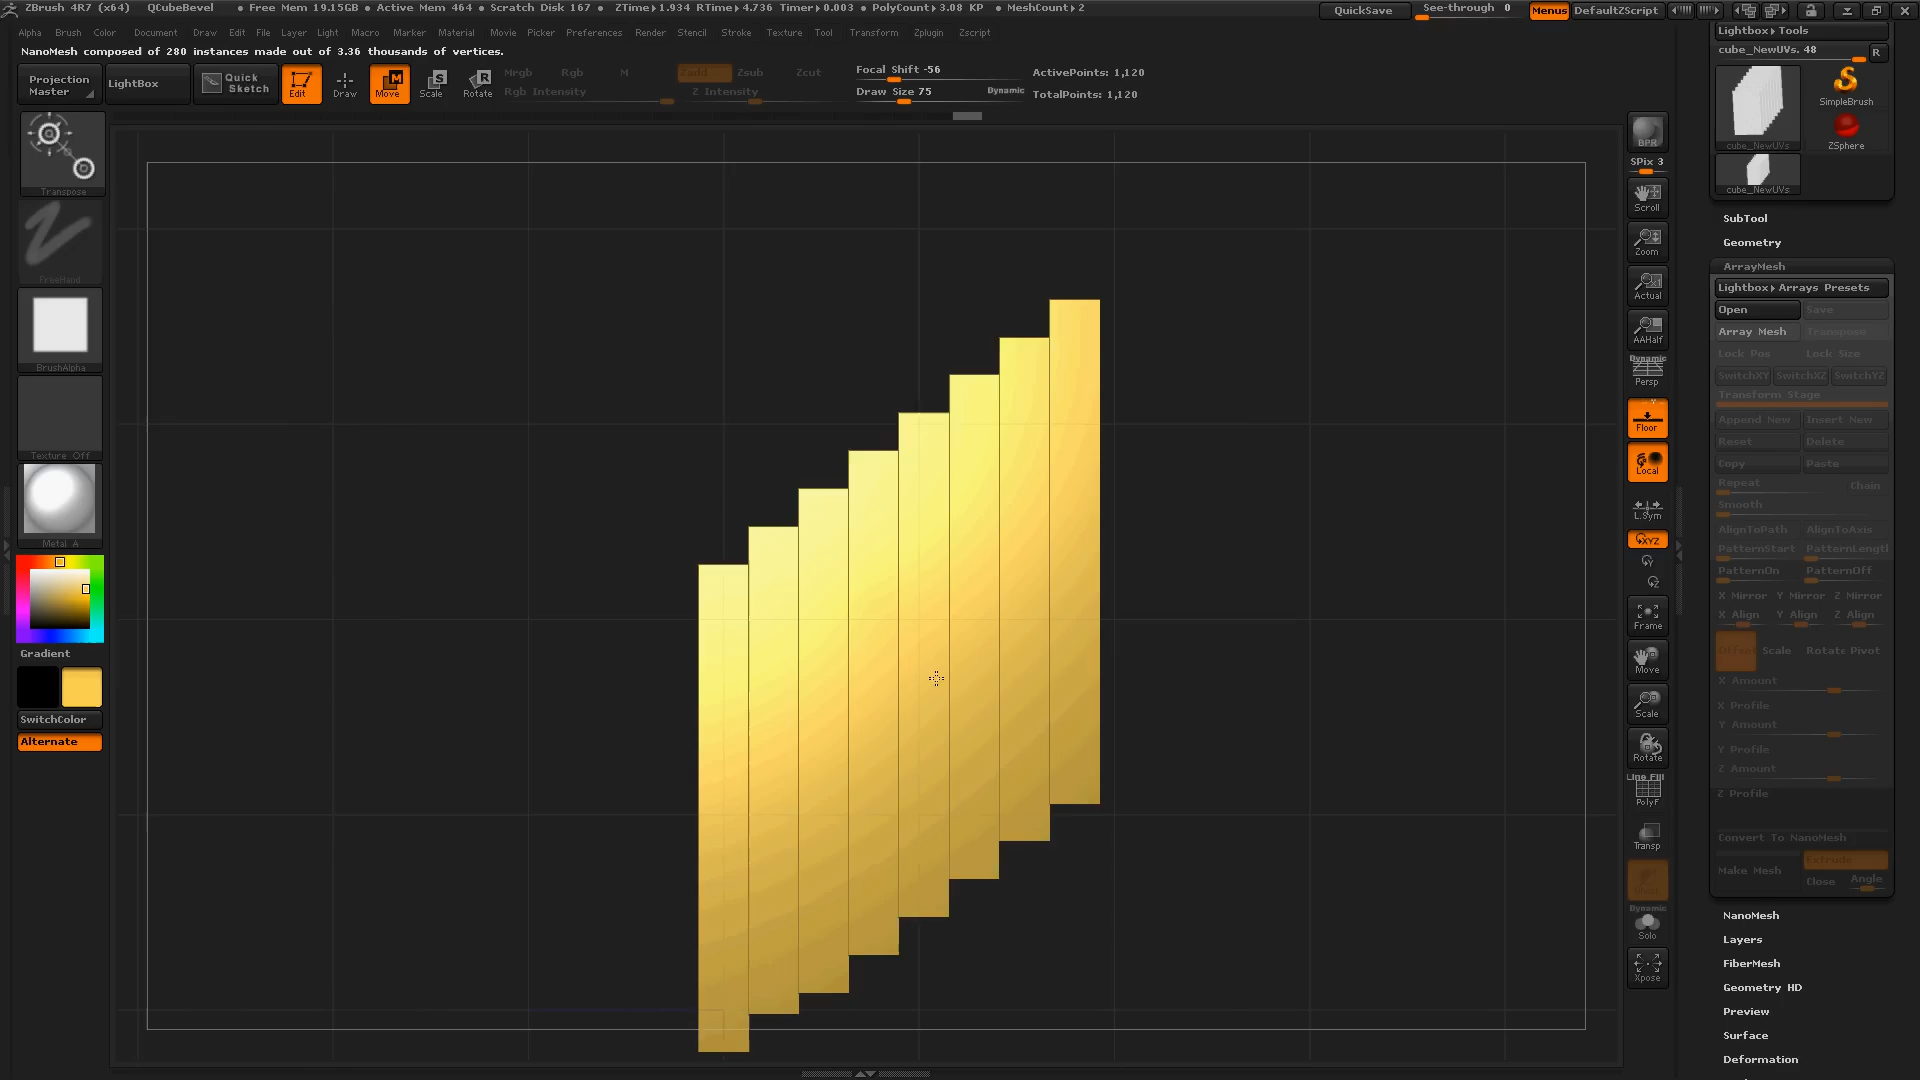 ZBrush 4R7 (x64) QCubeBevel • Free Mem 19.15GB • Active Mem 464 • Scratch Disk 167 • ZTime▸1.934 RTime▸4.736 Timer▸0.003 • PolyCount▸3.08 KP • MeshCount▸2 QuickSave See-through 0 Menus DefaultZScript
Alpha Brush Color Document Draw Edit File Layer Light Macro Marker Material Movie Picker Preferences Render Stencil Stroke Texture Tool Transform Zplugin Zscript
NanoMesh composed of 280 instances made out of 3.36 thousands of vertices.
Projection Master
LightBox
Quick Sketch
Edit
Draw
Move
Scale
Rotate
Mrgb Rgb M
Rgb Intensity
Zadd Zsub Zcut
Z Intensity
Focal Shift -56
Draw Size 75
Dynamic
ActivePoints: 1,120
TotalPoints: 1,120
Transpose
FreeHand
BrushAlpha
Texture Off
Metal A
Gradient
SwitchColor
Alternate
BPR
SPix 3
Scroll
Zoom
Actual
AAHalf
Dynamic
Persp
Floor
Local
L.Sym
XYZ
Frame
Move
Scale
Rotate
Line Fill
PolyF
Transp
Dynamic
Solo
Xpose
Lightbox▸Tools
cube_NewUVs. 48 R
SimpleBrush
cube_NewUVs
ZSphere
cube_NewUVs
SubTool
Geometry
ArrayMesh
Lightbox▸Arrays Presets
Open Save
Array Mesh Transpose
Lock Pos Lock Size
SwitchXY SwitchXZ SwitchYZ
Transform Stage
Append New Insert New
Reset Delete
Copy Paste
Repeat Chain
Smooth
AlignToPath AlignToAxis
PatternStart PatternLength
PatternOn PatternOff
X Mirror Y Mirror Z Mirror
X Align Y Align Z Align
Offset Scale Rotate Pivot
X Amount
X Profile
Y Amount
Y Profile
Z Amount
Z Profile
Convert To NanoMesh
Make Mesh
Extrude
Close Angle
NanoMesh
Layers
FiberMesh
Geometry HD
Preview
Surface
Deformation